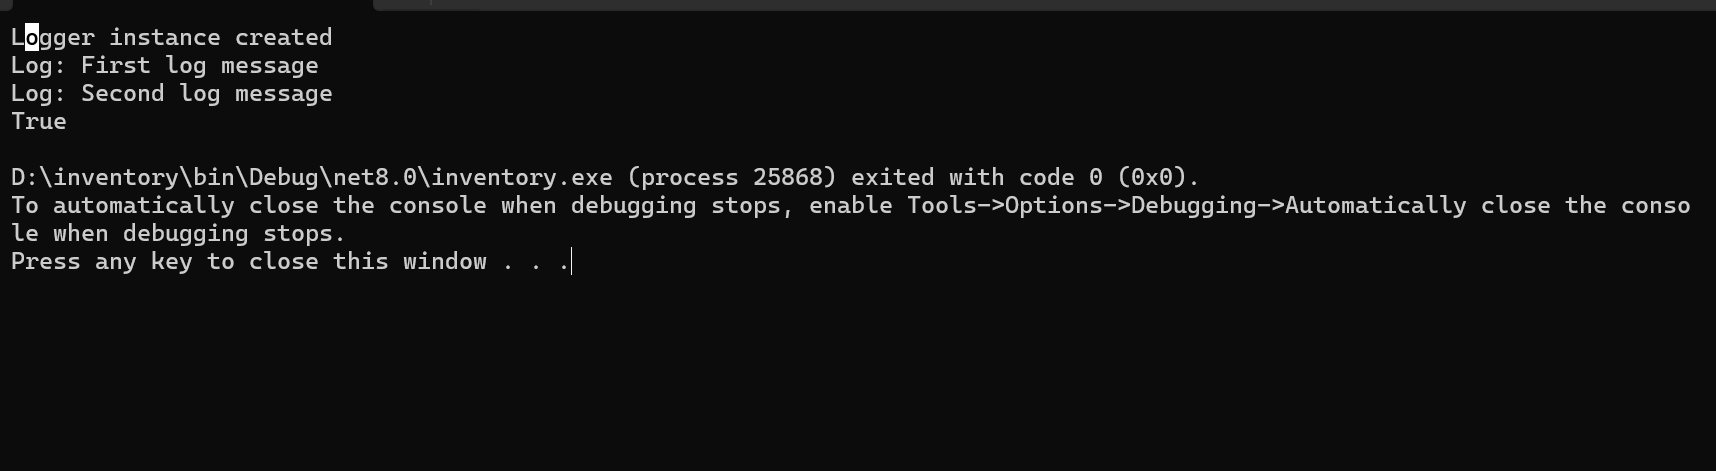 Logger instance created
Log: First log message
Log: Second log message
True
D:\inventory\bin\Debug\net8.0\inventory.exe (process 25868) exited with code 0 (0x0).
To automatically close the console when debugging stops, enable Tools->Options->Debugging->Automatically close the conso
le when debugging stops.
Press any key to close this window . . .